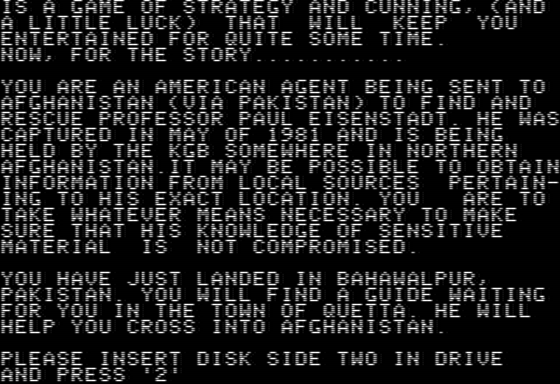 IS A GAME OF STRATEGY AND CUNNING, (AND
A LITTLE LUCK) THAT WILL KEEP YOU
ENTERTAINED FOR QUITE SOME TIME.
NOW, FOR THE STORY............
YOU ARE AN AMERICAN AGENT BEING SENT TO
AFGHANISTAN (VIA PAKISTAN) TO FIND AND
RESCUE PROFESSOR PAUL EISENSTADT. HE WAS
CAPTURED IN MAY OF 1981 AND IS BEING
HELD BY THE KGB SOMEWHERE IN NORTHERN
AFGHANISTAN.IT MAY BE POSSIBLE TO OBTAIN
INFORMATION FROM LOCAL SOURCES PERTAIN-
ING TO HIS EXACT LOCATION. YOU ARE TO
TAKE WHATEVER MEANS NECESSARY TO MAKE
SURE THAT HIS KNOWLEDGE OF SENSITIVE
MATERIAL IS NOT COMPROMISED.
YOU HAVE JUST LANDED IN BAHAWALPUR,
PAKISTAN. YOU WILL FIND A GUIDE WAITING
FOR YOU IN THE TOWN OF QUETTA. HE WILL
HELP YOU CROSS INTO AFGHANISTAN.
PLEASE INSERT DISK SIDE TWO IN DRIVE
AND PRESS '2'